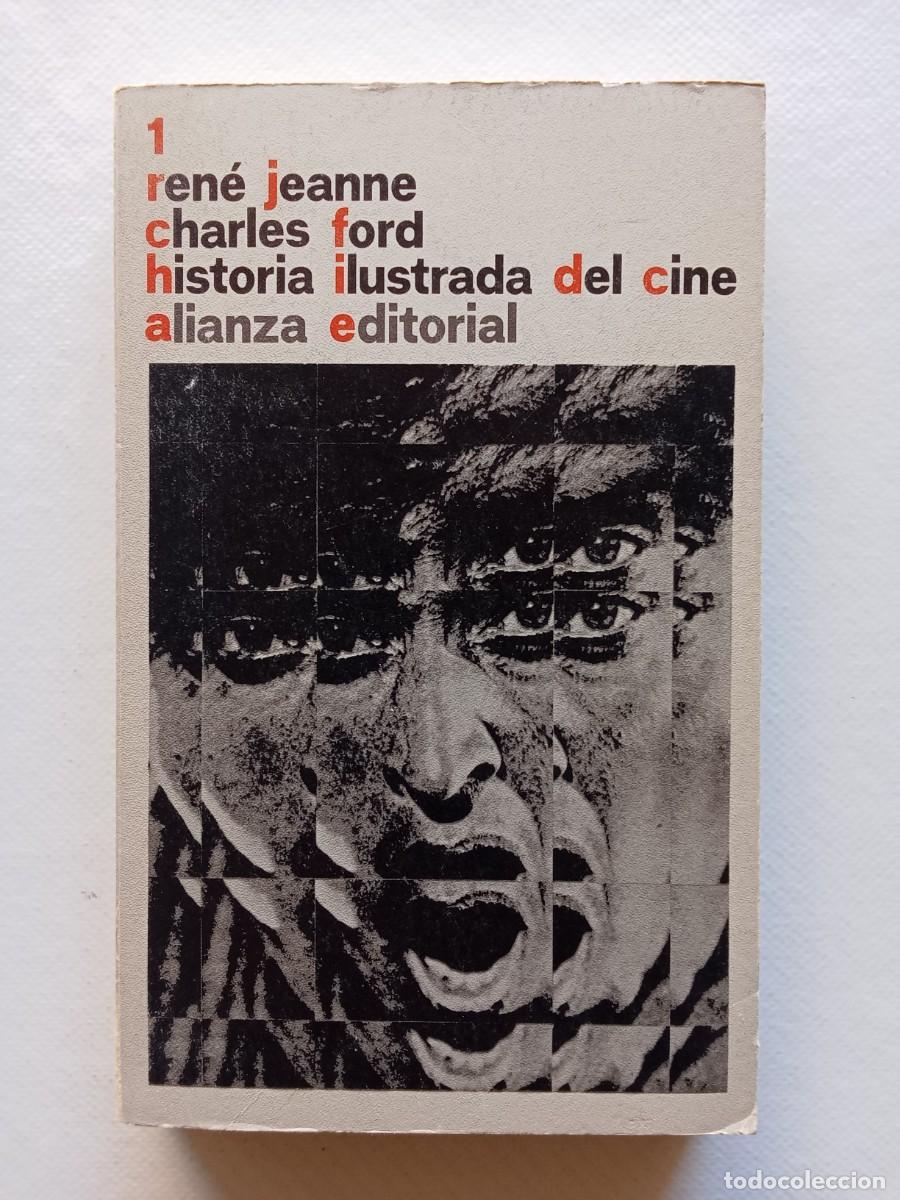 1
rené jeanne
charles ford
historia ilustrada del cine
alianza editorial
todocoleccion